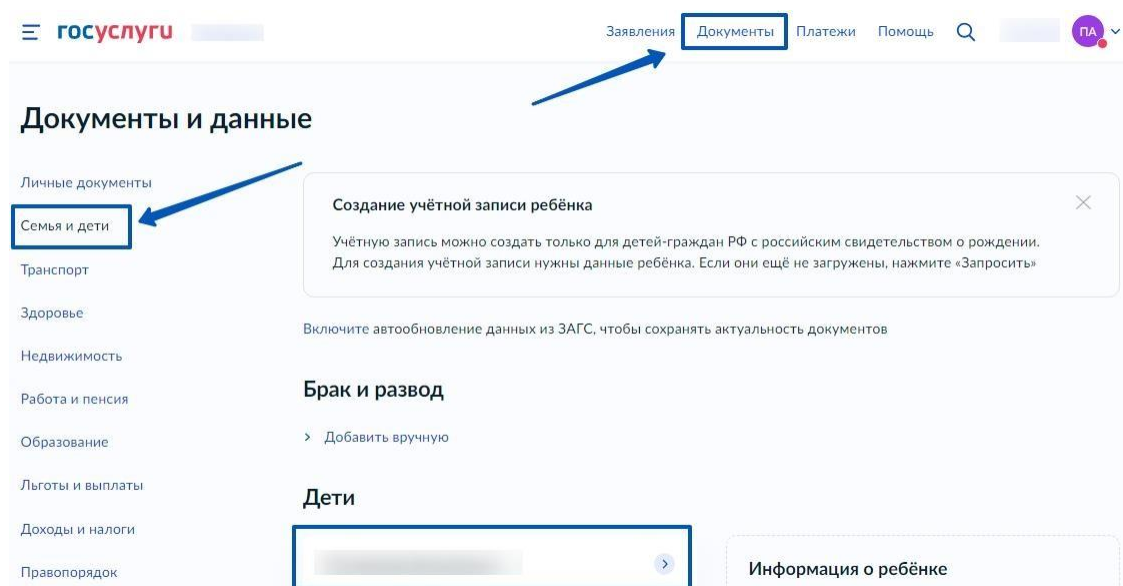 госуслуги
Заявления Документы Платежи Помощь ПА
Документы и данные
Личные документы
Семья и дети
Транспорт
Здоровье
Недвижимость
Работа и пенсия
Образование
Льготы и выплаты
Доходы и налоги
Правопорядок
Создание учётной записи ребёнка
Учётную запись можно создать только для детей-граждан РФ с российским свидетельством о рождении.
Для создания учётной записи нужны данные ребёнка. Если они ещё не загружены, нажмите «Запросить»
Включите автообновление данных из ЗАГС, чтобы сохранять актуальность документов
Брак и развод
Добавить вручную
Дети
Информация о ребёнке